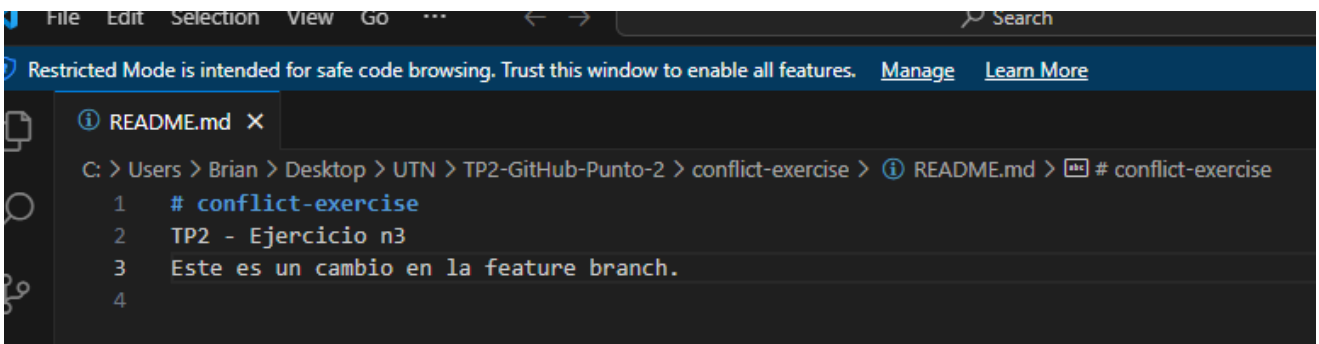 File Edit Selection View Go ··· ← → Search
Restricted Mode is intended for safe code browsing. Trust this window to enable all features. Manage Learn More
README.md ×
C: > Users > Brian > Desktop > UTN > TP2-GitHub-Punto-2 > conflict-exercise > README.md > abc # conflict-exercise
1 # conflict-exercise
2 TP2 - Ejercicio n3
3 Este es un cambio en la feature branch.
4